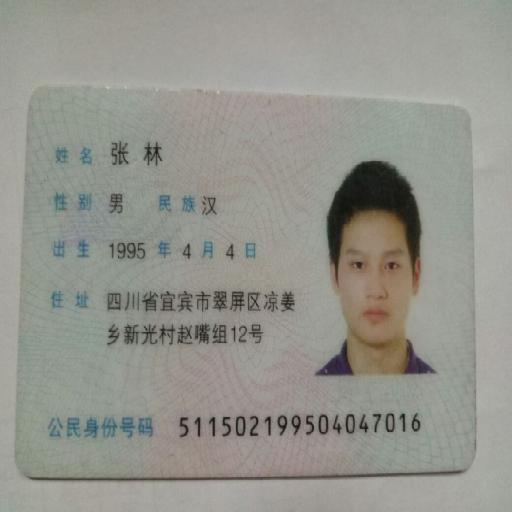 姓名 张林
性别 男 民族 汉
出生 1995 年 4 月 4 日
住址 四川省宜宾市翠屏区凉姜
乡新光村赵嘴组12号
公民身份号码 511502199504047016